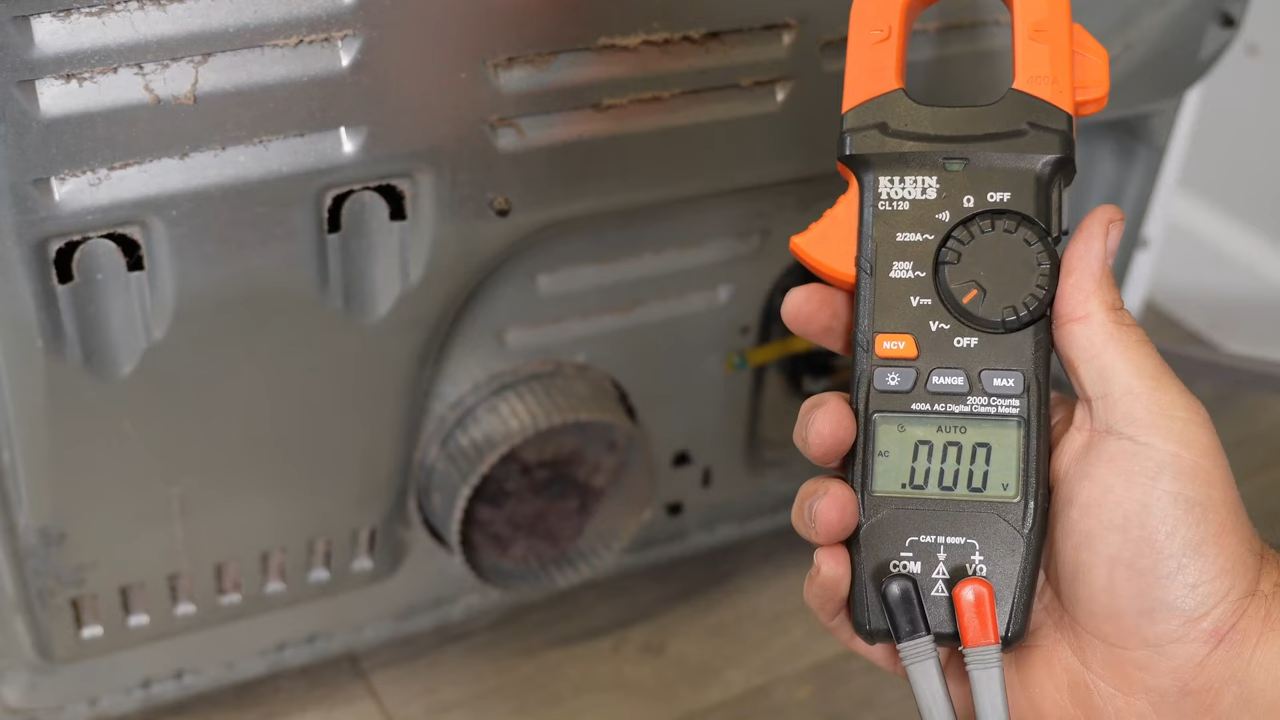 400A
KLEIN
TOOLS
CL120
Ω
OFF
2/20A~
200/
400A~
V⎓
V~
OFF
NCV
RANGE
MAX
2000 Counts
400A AC Digital Clamp Meter
AUTO
AC
.000
V
CAT III 600V
− +
COM
VΩ